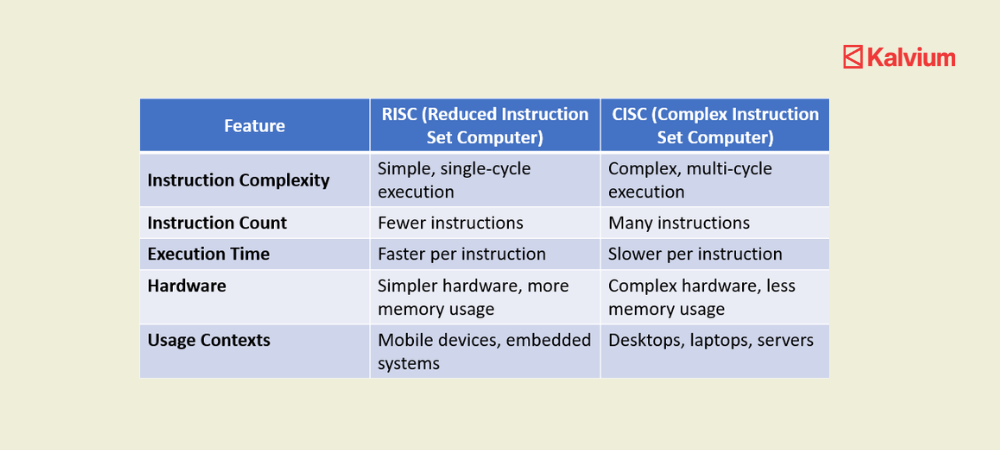 Kalvium
Feature
RISC (Reduced Instruction
Set Computer)
CISC (Complex Instruction
Set Computer)
Instruction Complexity
Simple, single-cycle
execution
Complex, multi-cycle
execution
Instruction Count
Fewer instructions
Many instructions
Execution Time
Faster per instruction
Slower per instruction
Hardware
Simpler hardware, more
memory usage
Complex hardware, less
memory usage
Usage Contexts
Mobile devices, embedded
systems
Desktops, laptops, servers